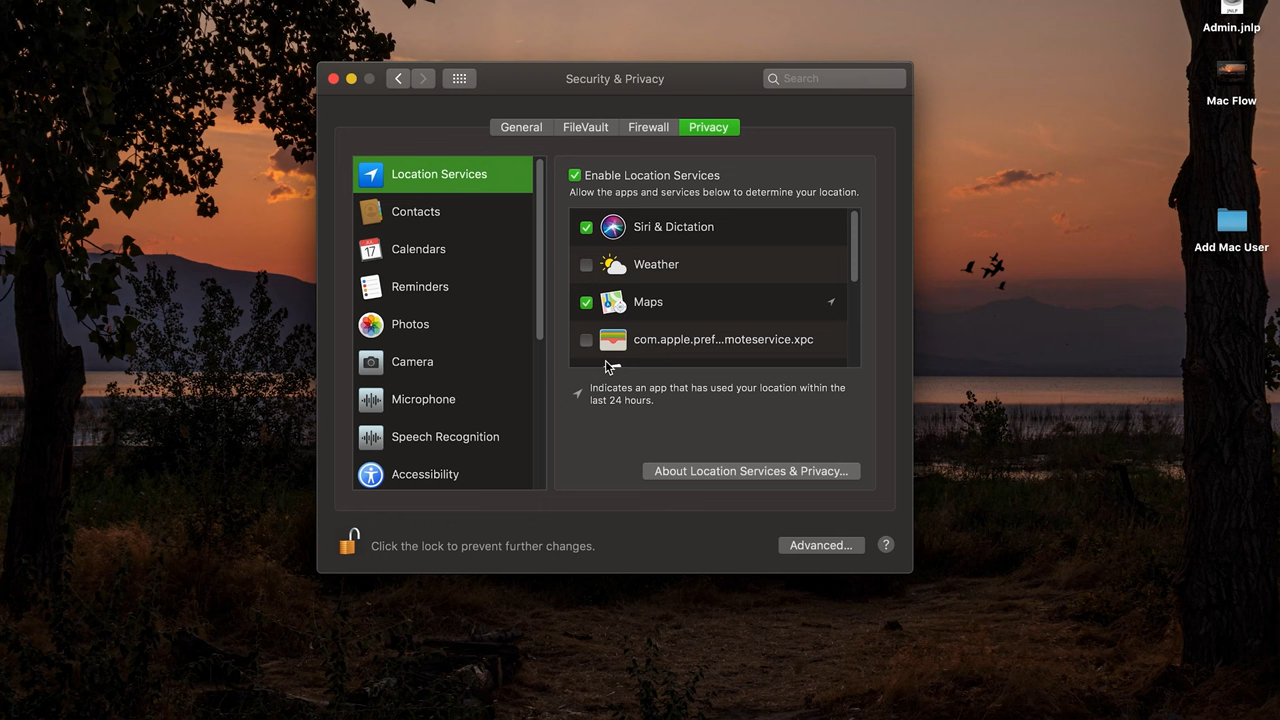 JNLP
Admin.jnlp
Mac Flow
Add Mac User
Security & Privacy
Search
General
FileVault
Firewall
Privacy
Location Services
Contacts
JUL
17
Calendars
Reminders
Photos
Camera
Microphone
Speech Recognition
Accessibility
Enable Location Services
Allow the apps and services below to determine your location.
Siri & Dictation
Weather
Maps
com.apple.pref...moteservice.xpc
Indicates an app that has used your location within the
last 24 hours.
About Location Services & Privacy...
Click the lock to prevent further changes.
Advanced...
?